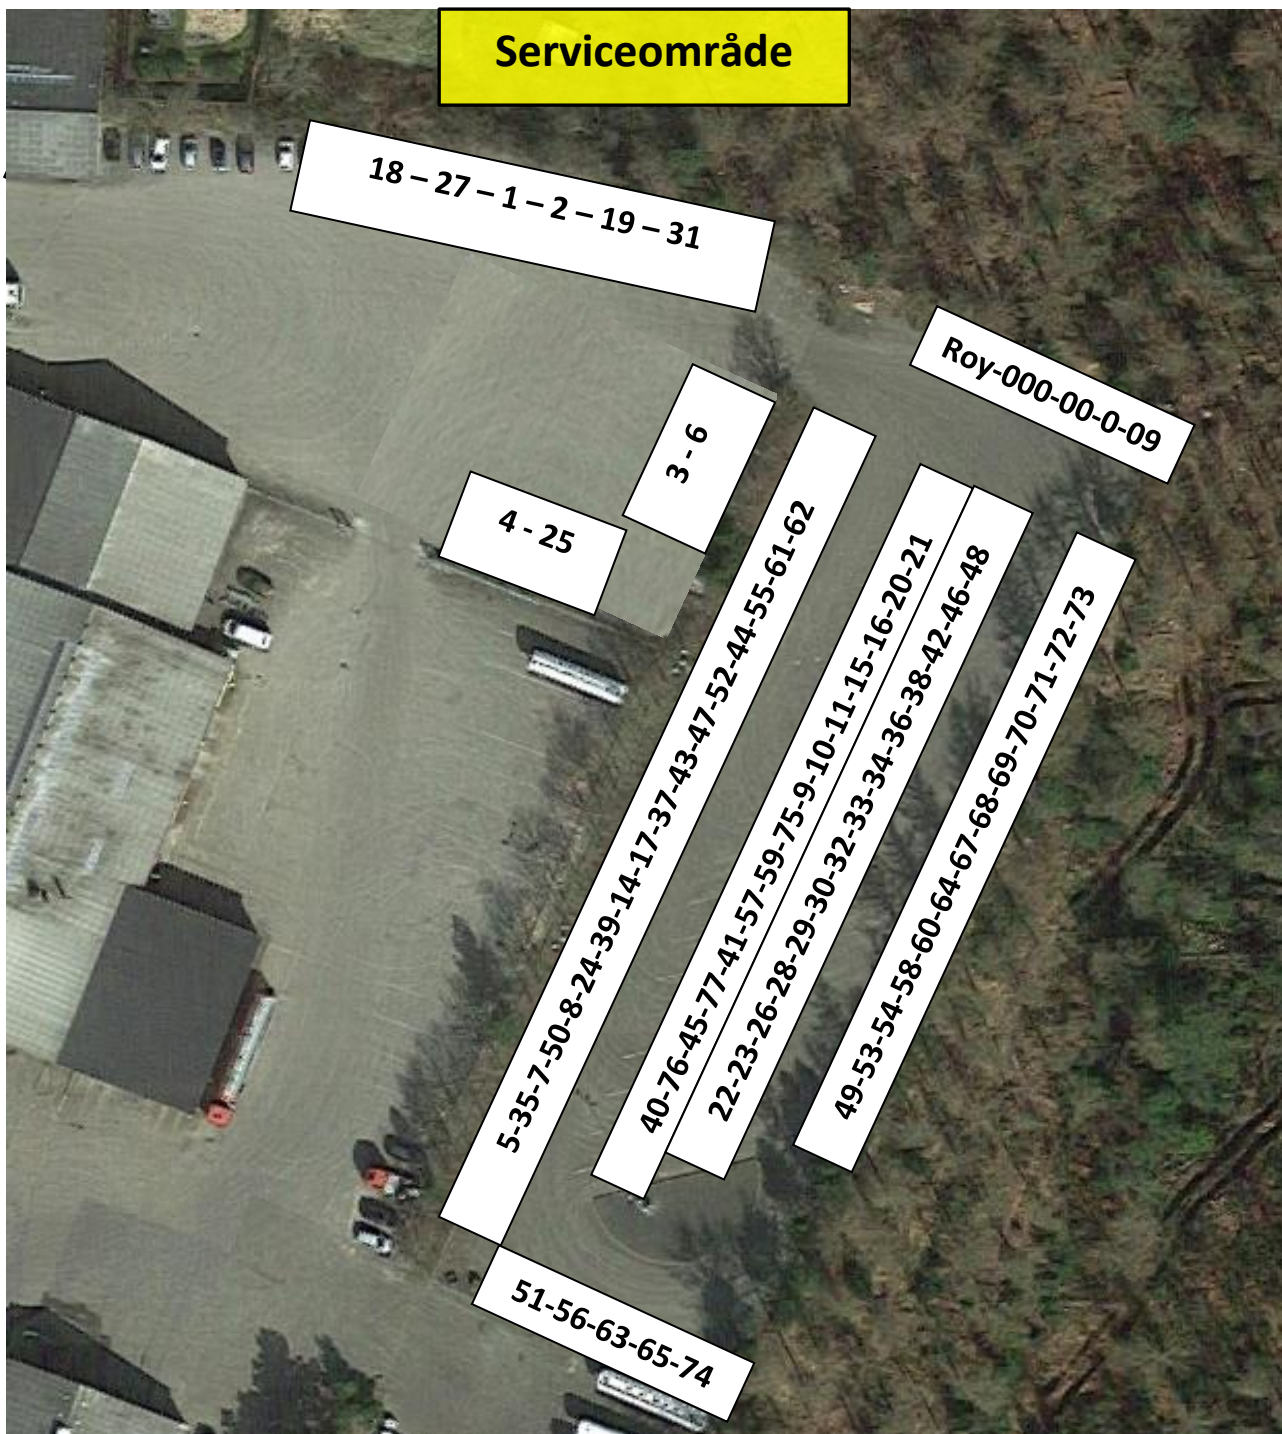 Serviceområde
18 – 27 – 1 – 2 – 19 – 31
Roy-000-00-0-09
3 - 6
4 - 25
5-35-7-50-8-24-39-14-17-37-43-47-52-44-55-61-62
40-76-45-77-41-57-59-75-9-10-11-15-16-20-21
22-23-26-28-29-30-32-33-34-36-38-42-46-48
49-53-54-58-60-64-67-68-69-70-71-72-73
51-56-63-65-74